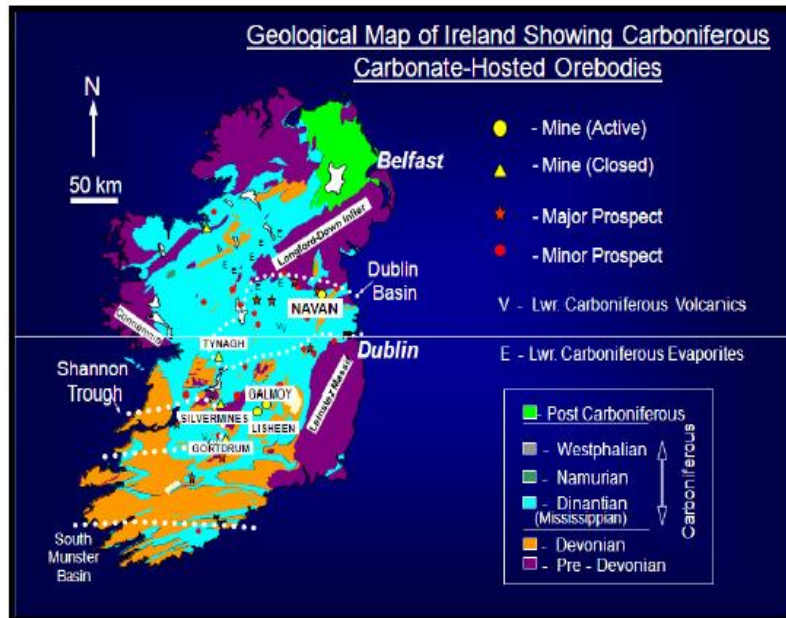 Geological Map of Ireland Showing Carboniferous
Carbonate-Hosted Orebodies
N
50 km
Belfast
- Mine (Active)
- Mine (Closed)
- Major Prospect
- Minor Prospect
V - Lwr. Carboniferous Volcanics
E - Lwr. Carboniferous Evaporites
Longford-Down Inlier
Dublin
Basin
NAVAN
Connemara
TYNAGH
Dublin
Shannon
Trough
GALMOY
SILVERMINES
LISHEEN
GORTDRUM
Leinster Massif
South
Munster
Basin
- Post Carboniferous
- Westphalian
- Namurian
- Dinantian
(Mississippian)
- Devonian
- Pre - Devonian
Carboniferous
E
E
E
E
E
E
E
V